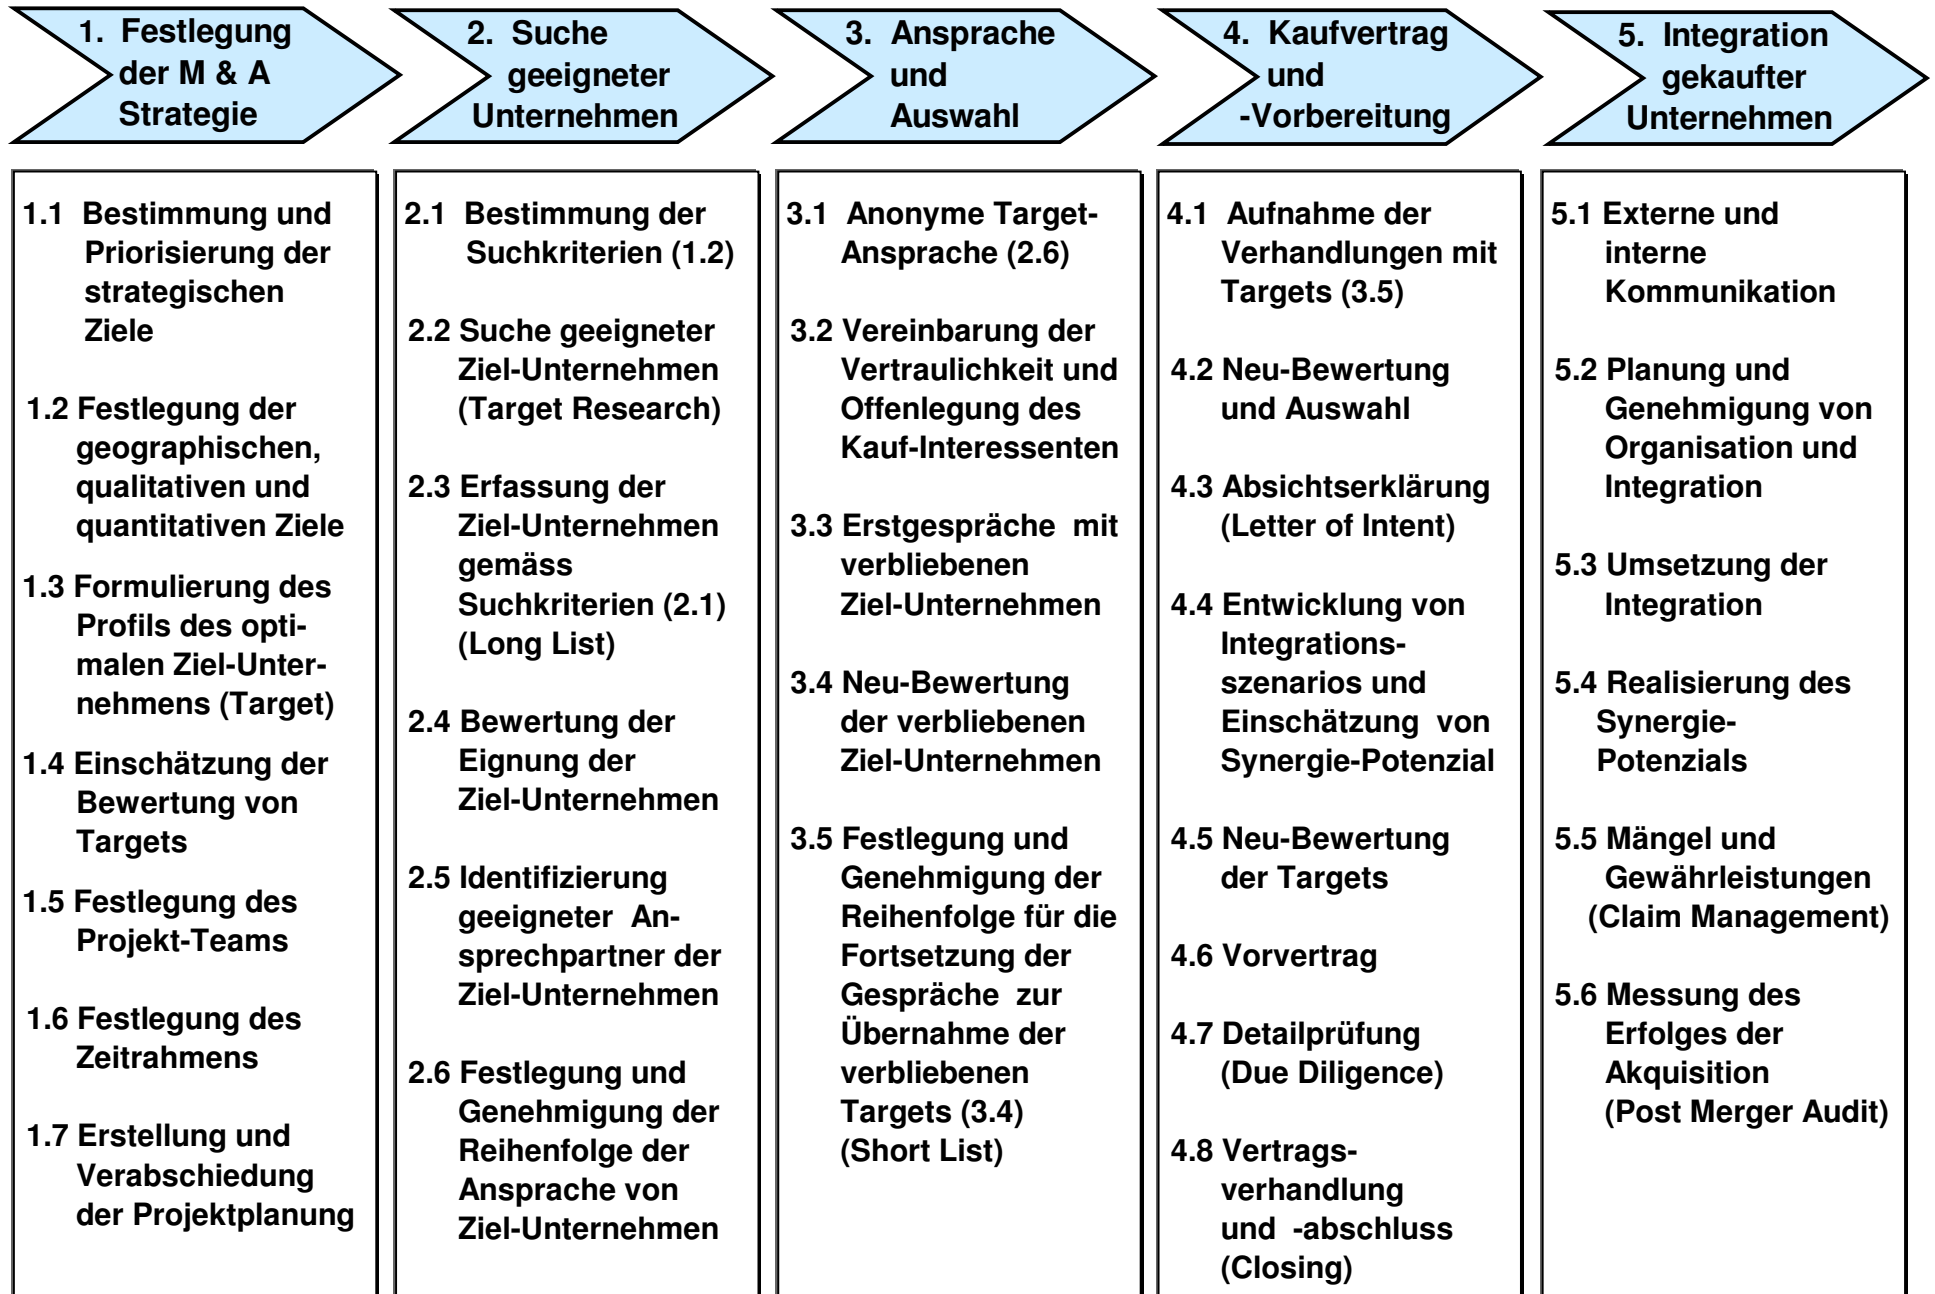 1. Festlegung
der M & A
Strategie
2. Suche
geeigneter
Unternehmen
3. Ansprache
und
Auswahl
4. Kaufvertrag
und
-Vorbereitung
5. Integration
gekaufter
Unternehmen
1.1 Bestimmung und
Priorisierung der
strategischen
Ziele
1.2 Festlegung der
geographischen,
qualitativen und
quantitativen Ziele
1.3 Formulierung des
Profils des opti-
malen Ziel-Unter-
nehmens (Target)
1.4 Einschätzung der
Bewertung von
Targets
1.5 Festlegung des
Projekt-Teams
1.6 Festlegung des
Zeitrahmens
1.7 Erstellung und
Verabschiedung
der Projektplanung
2.1 Bestimmung der
Suchkriterien (1.2)
2.2 Suche geeigneter
Ziel-Unternehmen
(Target Research)
2.3 Erfassung der
Ziel-Unternehmen
gemäss
Suchkriterien (2.1)
(Long List)
2.4 Bewertung der
Eignung der
Ziel-Unternehmen
2.5 Identifizierung
geeigneter An-
sprechpartner der
Ziel-Unternehmen
2.6 Festlegung und
Genehmigung der
Reihenfolge der
Ansprache von
Ziel-Unternehmen
3.1 Anonyme Target-
Ansprache (2.6)
3.2 Vereinbarung der
Vertraulichkeit und
Offenlegung des
Kauf-Interessenten
3.3 Erstgespräche mit
verbliebenen
Ziel-Unternehmen
3.4 Neu-Bewertung
der verbliebenen
Ziel-Unternehmen
3.5 Festlegung und
Genehmigung der
Reihenfolge für die
Fortsetzung der
Gespräche zur
Übernahme der
verbliebenen
Targets (3.4)
(Short List)
4.1 Aufnahme der
Verhandlungen mit
Targets (3.5)
4.2 Neu-Bewertung
und Auswahl
4.3 Absichtserklärung
(Letter of Intent)
4.4 Entwicklung von
Integrations-
szenarios und
Einschätzung von
Synergie-Potenzial
4.5 Neu-Bewertung
der Targets
4.6 Vorvertrag
4.7 Detailprüfung
(Due Diligence)
4.8 Vertrags-
verhandlung
und -abschluss
(Closing)
5.1 Externe und
interne
Kommunikation
5.2 Planung und
Genehmigung von
Organisation und
Integration
5.3 Umsetzung der
Integration
5.4 Realisierung des
Synergie-
Potenzials
5.5 Mängel und
Gewährleistungen
(Claim Management)
5.6 Messung des
Erfolges der
Akquisition
(Post Merger Audit)